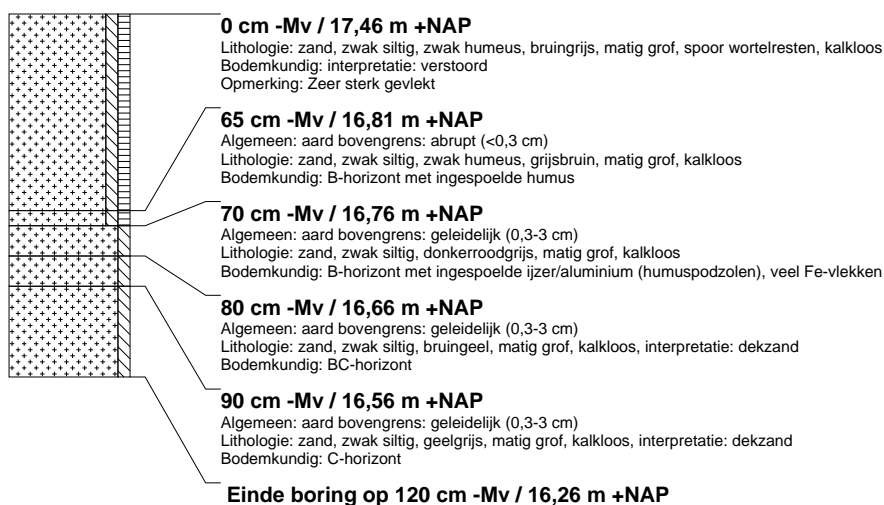 0 cm -Mv / 17,46 m +NAP
Lithologie: zand, zwak siltig, zwak humeus, bruingrijs, matig grof, spoor wortelresten, kalkloos
Bodemkundig: interpretatie: verstoord
Opmerking: Zeer sterk gevlekt
65 cm -Mv / 16,81 m +NAP
Algemeen: aard bovengrens: abrupt (<0,3 cm)
Lithologie: zand, zwak siltig, zwak humeus, grijsbruin, matig grof, kalkloos
Bodemkundig: B-horizont met ingespoelde humus
70 cm -Mv / 16,76 m +NAP
Algemeen: aard bovengrens: geleidelijk (0,3-3 cm)
Lithologie: zand, zwak siltig, donkerroodgrijs, matig grof, kalkloos
Bodemkundig: B-horizont met ingespoelde ijzer/aluminium (humuspodzolen), veel Fe-vlekken
80 cm -Mv / 16,66 m +NAP
Algemeen: aard bovengrens: geleidelijk (0,3-3 cm)
Lithologie: zand, zwak siltig, bruingeel, matig grof, kalkloos, interpretatie: dekzand
Bodemkundig: BC-horizont
90 cm -Mv / 16,56 m +NAP
Algemeen: aard bovengrens: geleidelijk (0,3-3 cm)
Lithologie: zand, zwak siltig, geelgrijs, matig grof, kalkloos, interpretatie: dekzand
Bodemkundig: C-horizont
Einde boring op 120 cm -Mv / 16,26 m +NAP